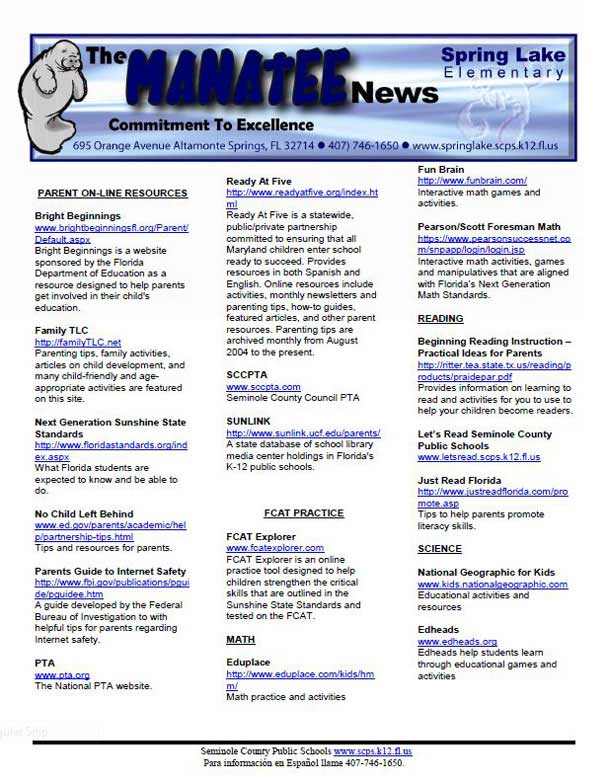 The MANATEE News
Spring Lake
Elementary
Commitment To Excellence
695 Orange Avenue Altamonte Springs, FL 32714 ● 407) 746-1650 ● www.springlake.scps.k12.fl.us
PARENT ON-LINE RESOURCES
Bright Beginnings
www.brightbeginningsfl.org/Parent/
Default.aspx
Bright Beginnings is a website
sponsored by the Florida
Department of Education as a
resource designed to help parents
get involved in their child's
education.
Family TLC
http://familyTLC.net
Parenting tips, family activities,
articles on child development, and
many child-friendly and age-
appropriate activities are featured
on this site.
Next Generation Sunshine State
Standards
http://www.floridastandards.org/ind
ex.aspx
What Florida students are
expected to know and be able to
do.
No Child Left Behind
www.ed.gov/parents/academic/hel
p/partnership-tips.html
Tips and resources for parents.
Parents Guide to Internet Safety
http://www.fbi.gov/publications/pgui
de/pguidee.htm
A guide developed by the Federal
Bureau of Investigation to with
helpful tips for parents regarding
Internet safety.
PTA
www.pta.org
The National PTA website.
Ready At Five
http://www.readyatfive.org/index.ht
ml
Ready At Five is a statewide,
public/private partnership
committed to ensuring that all
Maryland children enter school
ready to succeed. Provides
resources in both Spanish and
English. Online resources include
activities, monthly newsletters and
parenting tips, how-to guides,
featured articles, and other parent
resources. Parenting tips are
archived monthly from August
2004 to the present.
SCCPTA
www.sccpta.com
Seminole County Council PTA
SUNLINK
http://www.sunlink.ucf.edu/parents/
A state database of school library
media center holdings in Florida's
K-12 public schools.
FCAT PRACTICE
FCAT Explorer
www.fcatexplorer.com
FCAT Explorer is an online
practice tool designed to help
children strengthen the critical
skills that are outlined in the
Sunshine State Standards and
tested on the FCAT.
MATH
Eduplace
http://www.eduplace.com/kids/hm
m/
Math practice and activities
Fun Brain
http://www.funbrain.com/
Interactive math games and
activities.
Pearson/Scott Foresman Math
https://www.pearsonsuccessnet.co
m/snpapp/login/login.jsp
Interactive math activities, games
and manipulatives that are aligned
with Florida's Next Generation
Math Standards.
READING
Beginning Reading Instruction –
Practical Ideas for Parents
http://ritter.tea.state.tx.us/reading/p
roducts/praidepar.pdf
Provides information on learning to
read and activities for you to use to
help your children become readers.
Let's Read Seminole County
Public Schools
www.letsread.scps.k12.fl.us
Just Read Florida
http://www.justreadflorida.com/pro
mote.asp
Tips to help parents promote
literacy skills.
SCIENCE
National Geographic for Kids
www.kids.nationalgeographic.com
Educational activities and
resources
Edheads
www.edheads.org
Edheads help students learn
through educational games and
activities
Seminole County Public Schools www.scps.k12.fl.us
Para información en Español llame 407-746-1650.